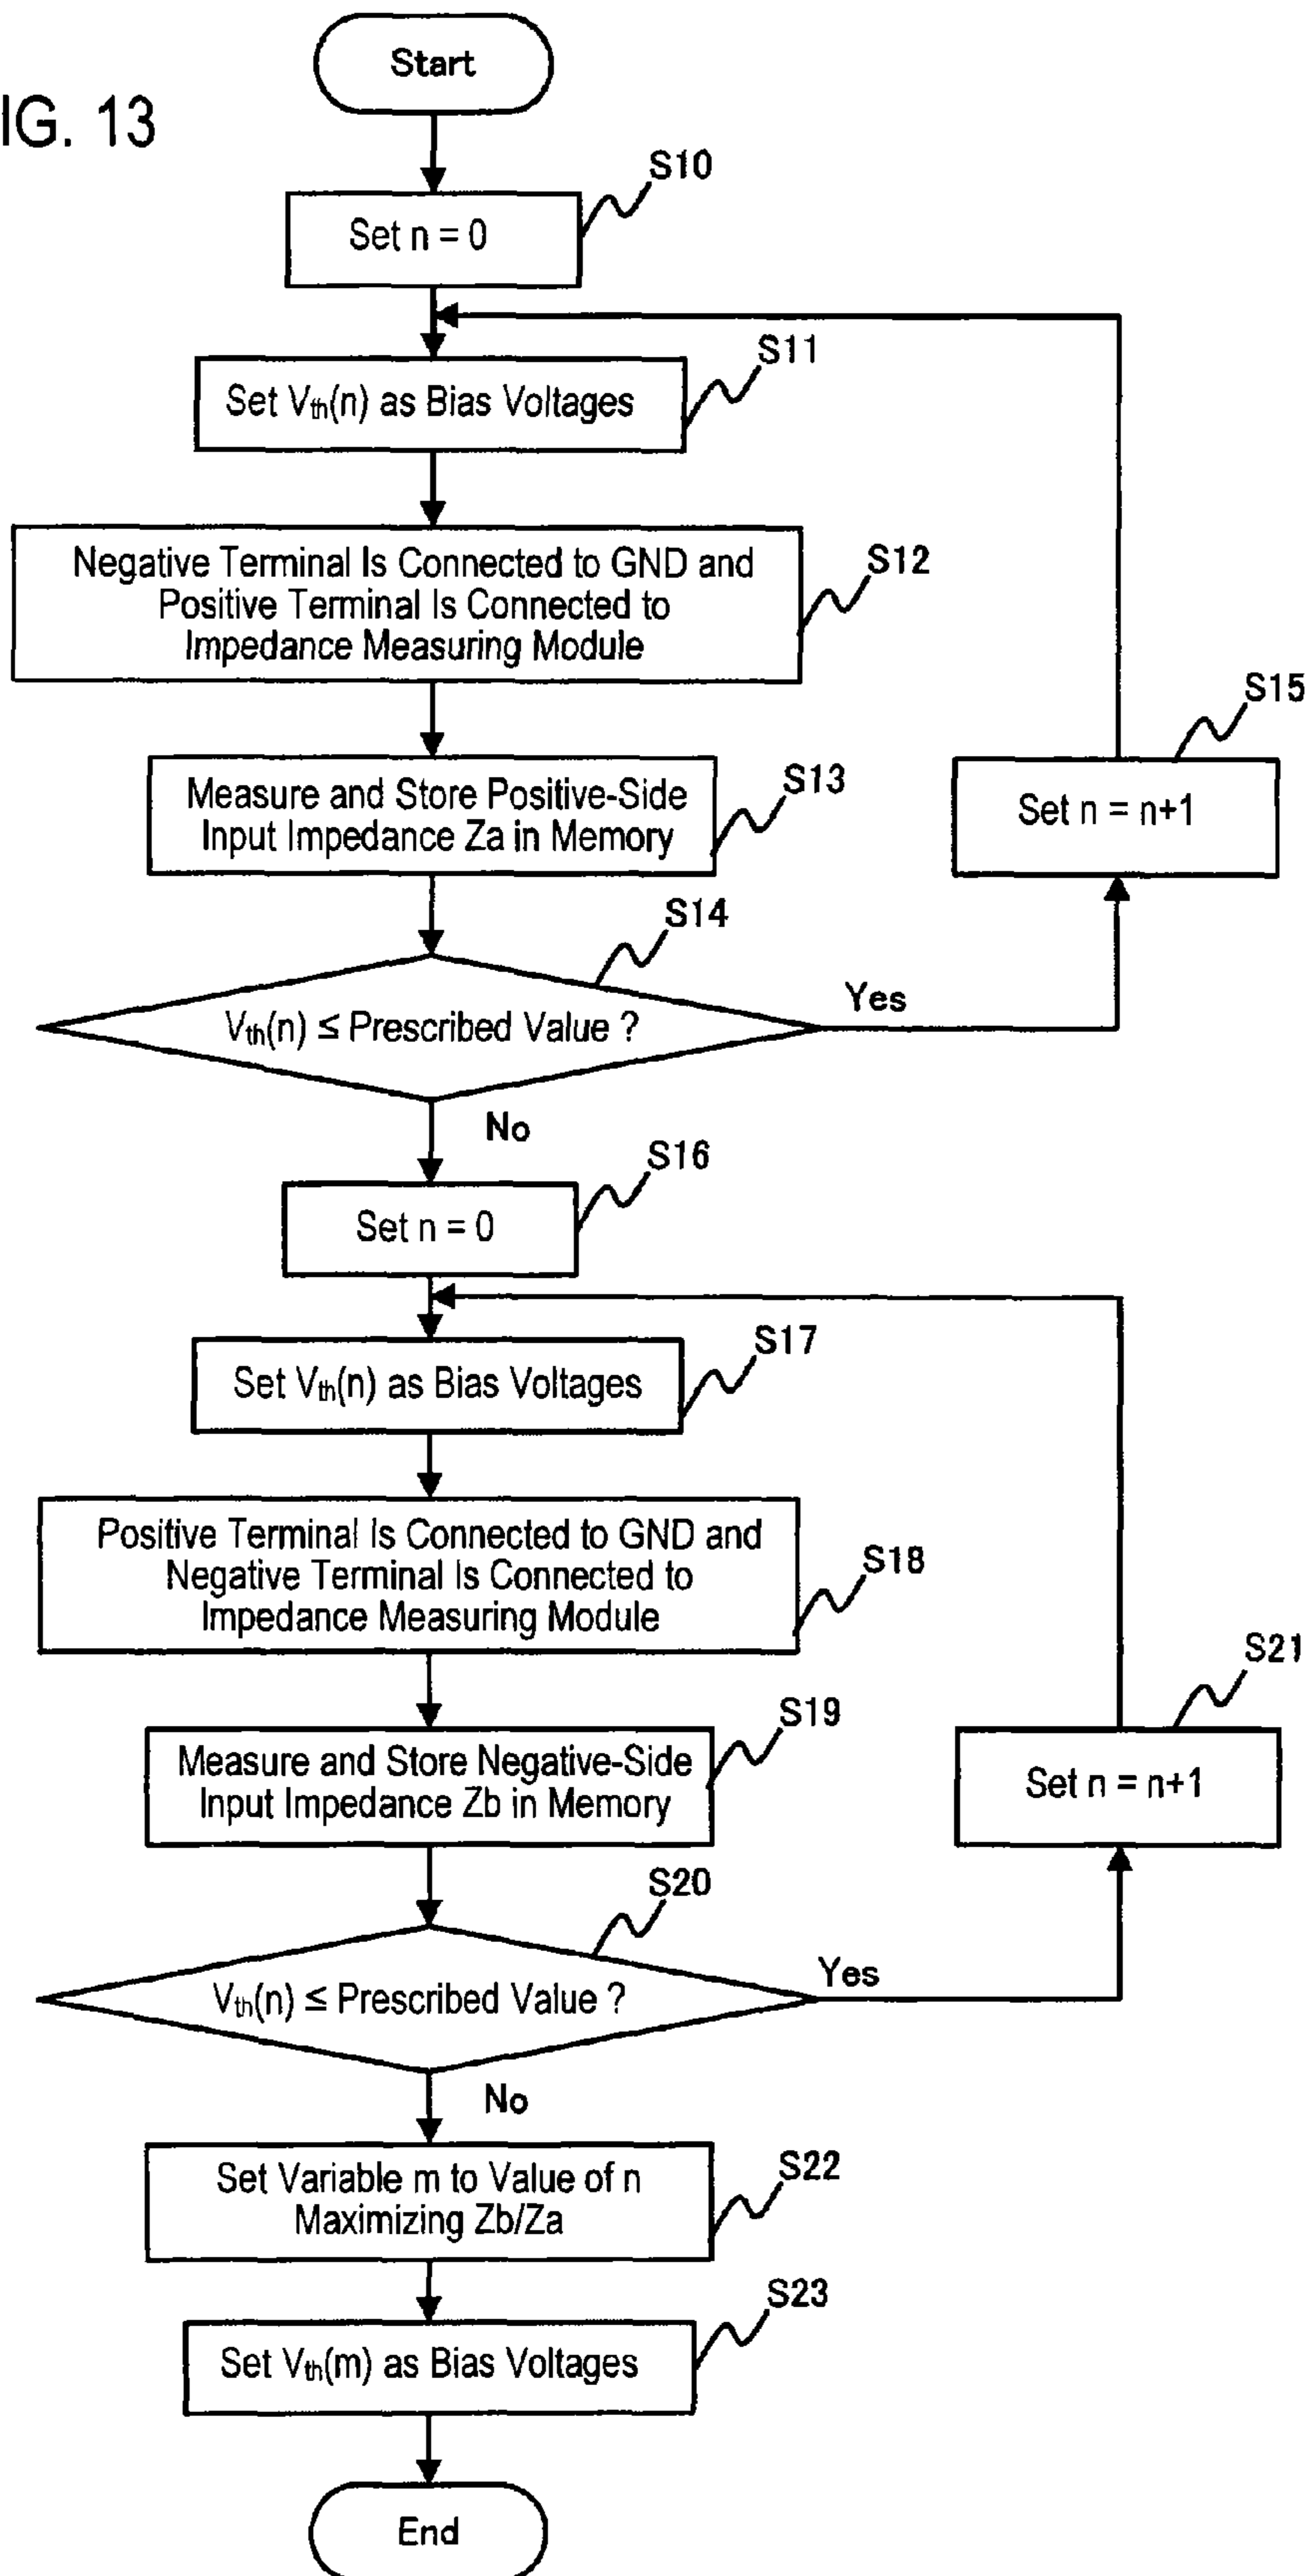 Start
IG. 13
S10
Set n = 0
S11
Set Vth(n) as Bias Voltages
S12
Negative Terminal Is Connected to GND and
Positive Terminal Is Connected to
Impedance Measuring Module
S15
S13
Measure and Store Positive-Side
Input Impedance Za in Memory
Set n = n+1
S14
Yes
Vth(n) ≤ Prescribed Value ?
No
S16
Set n = 0
S17
Set Vth(n) as Bias Voltages
S18
Positive Terminal Is Connected to GND and
Negative Terminal Is Connected to
Impedance Measuring Module
S21
S19
Measure and Store Negative-Side
Input Impedance Zb in Memory
Set n = n+1
S20
Yes
Vth(n) ≤ Prescribed Value ?
No
S22
Set Variable m to Value of n
Maximizing Zb/Za
S23
Set Vth(m) as Bias Voltages
End